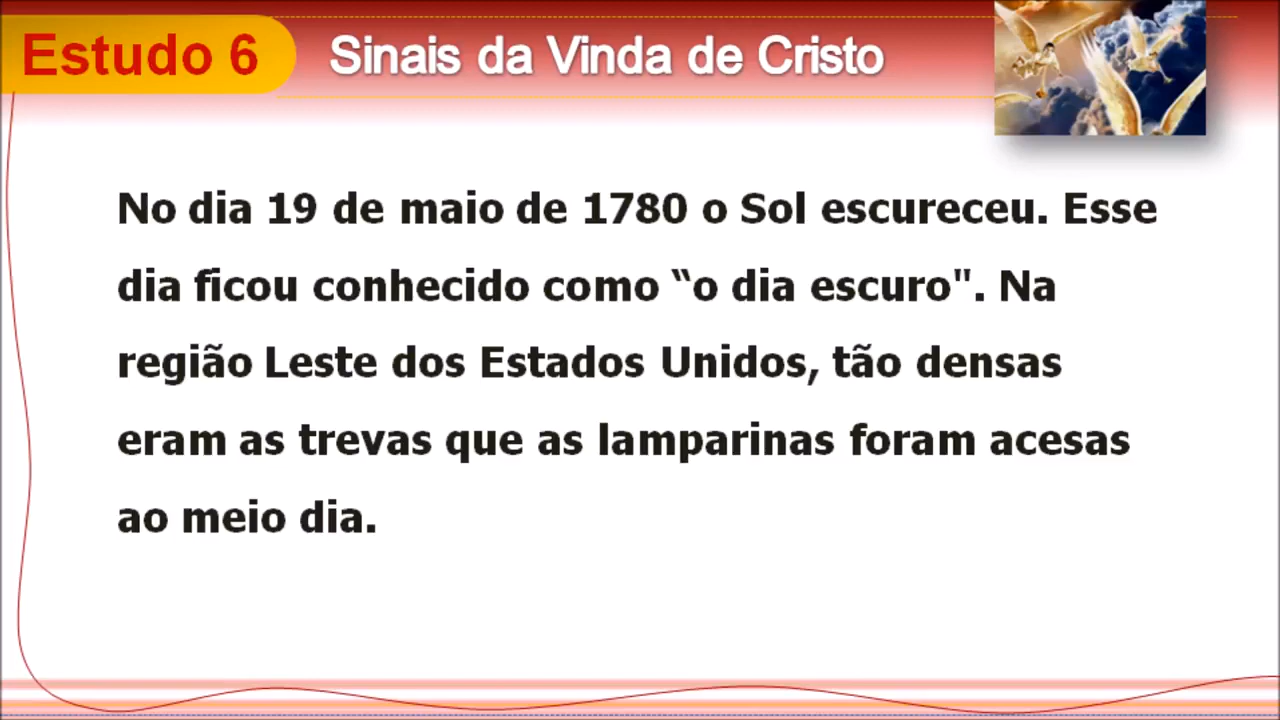 Estudo 6
Sinais da Vinda de Cristo
No dia 19 de maio de 1780 o Sol escureceu. Esse
dia ficou conhecido como “o dia escuro". Na
região Leste dos Estados Unidos, tão densas
eram as trevas que as lamparinas foram acesas
ao meio dia.